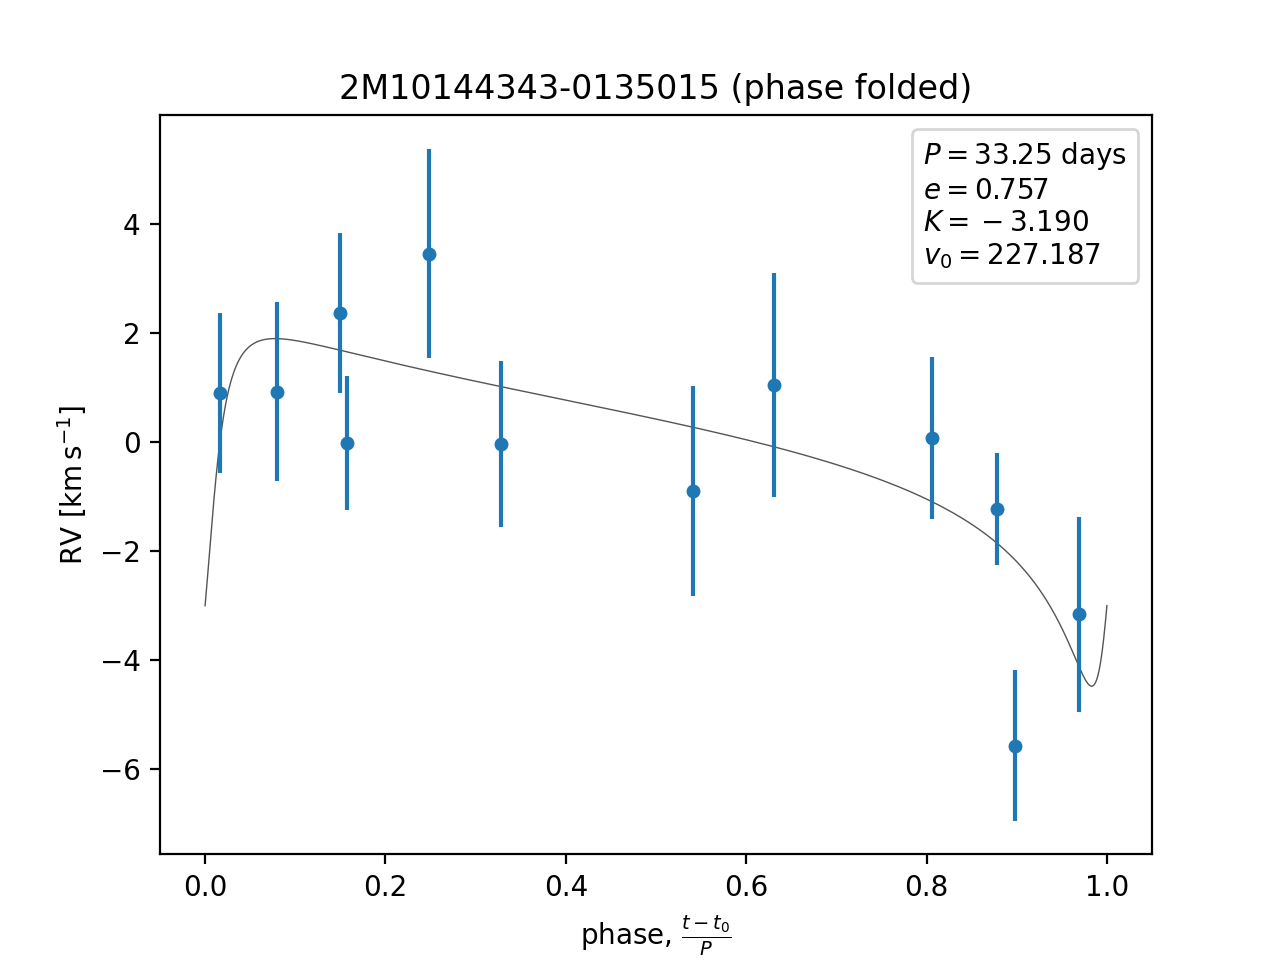 2M10144343-0135015 (phase folded)
P = 33.25 days
e = 0.757
K = − 3.190
v₀ = 227.187
RV [km s⁻¹]
4
2
0
−2
−4
−6
0.0 0.2 0.4 0.6 0.8 1.0
phase, (t − t₀)/P